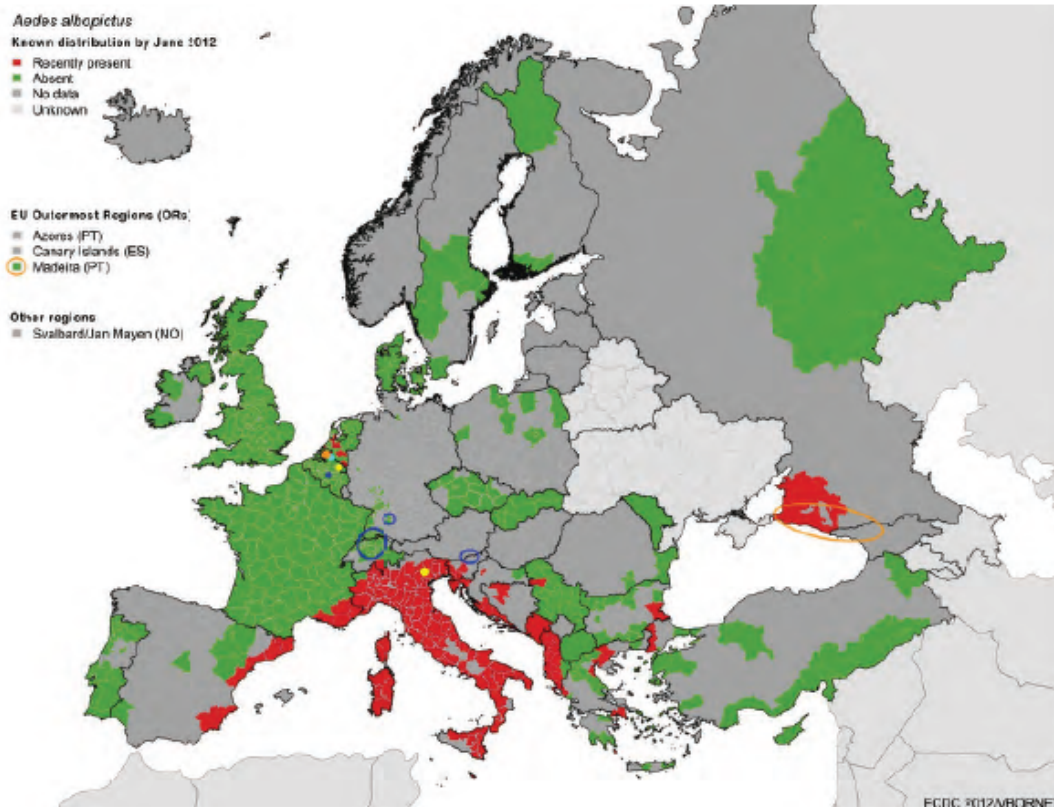 Aedes albopictus
Known distribution by June 2012
Recently present
Absent
No data
Unknown
EU Outermost Regions (ORs)
Azores (PT)
Canary Islands (ES)
Madeira (PT)
Other regions
Svalbard/Jan Mayen (NO)
ECDC 2012/VBORNE